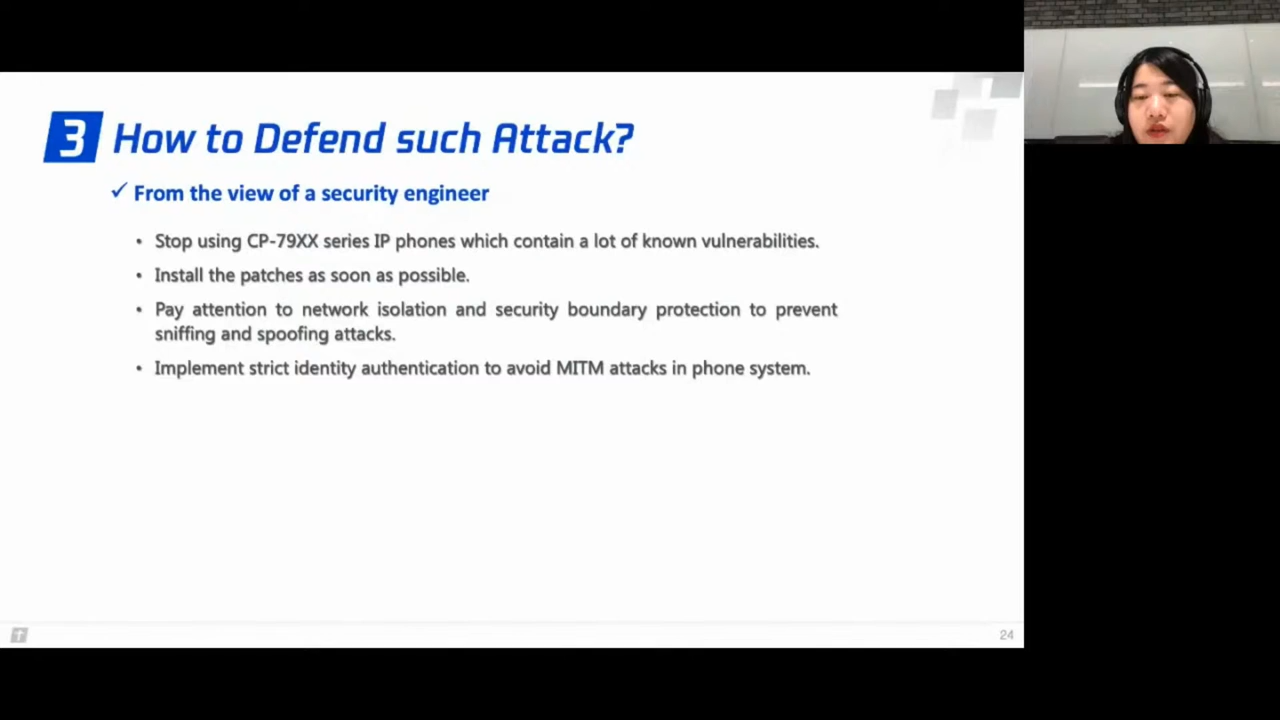 3 How to Defend such Attack?
✓ From the view of a security engineer
• Stop using CP-79XX series IP phones which contain a lot of known vulnerabilities.
• Install the patches as soon as possible.
• Pay attention to network isolation and security boundary protection to prevent
sniffing and spoofing attacks.
• Implement strict identity authentication to avoid MITM attacks in phone system.
24